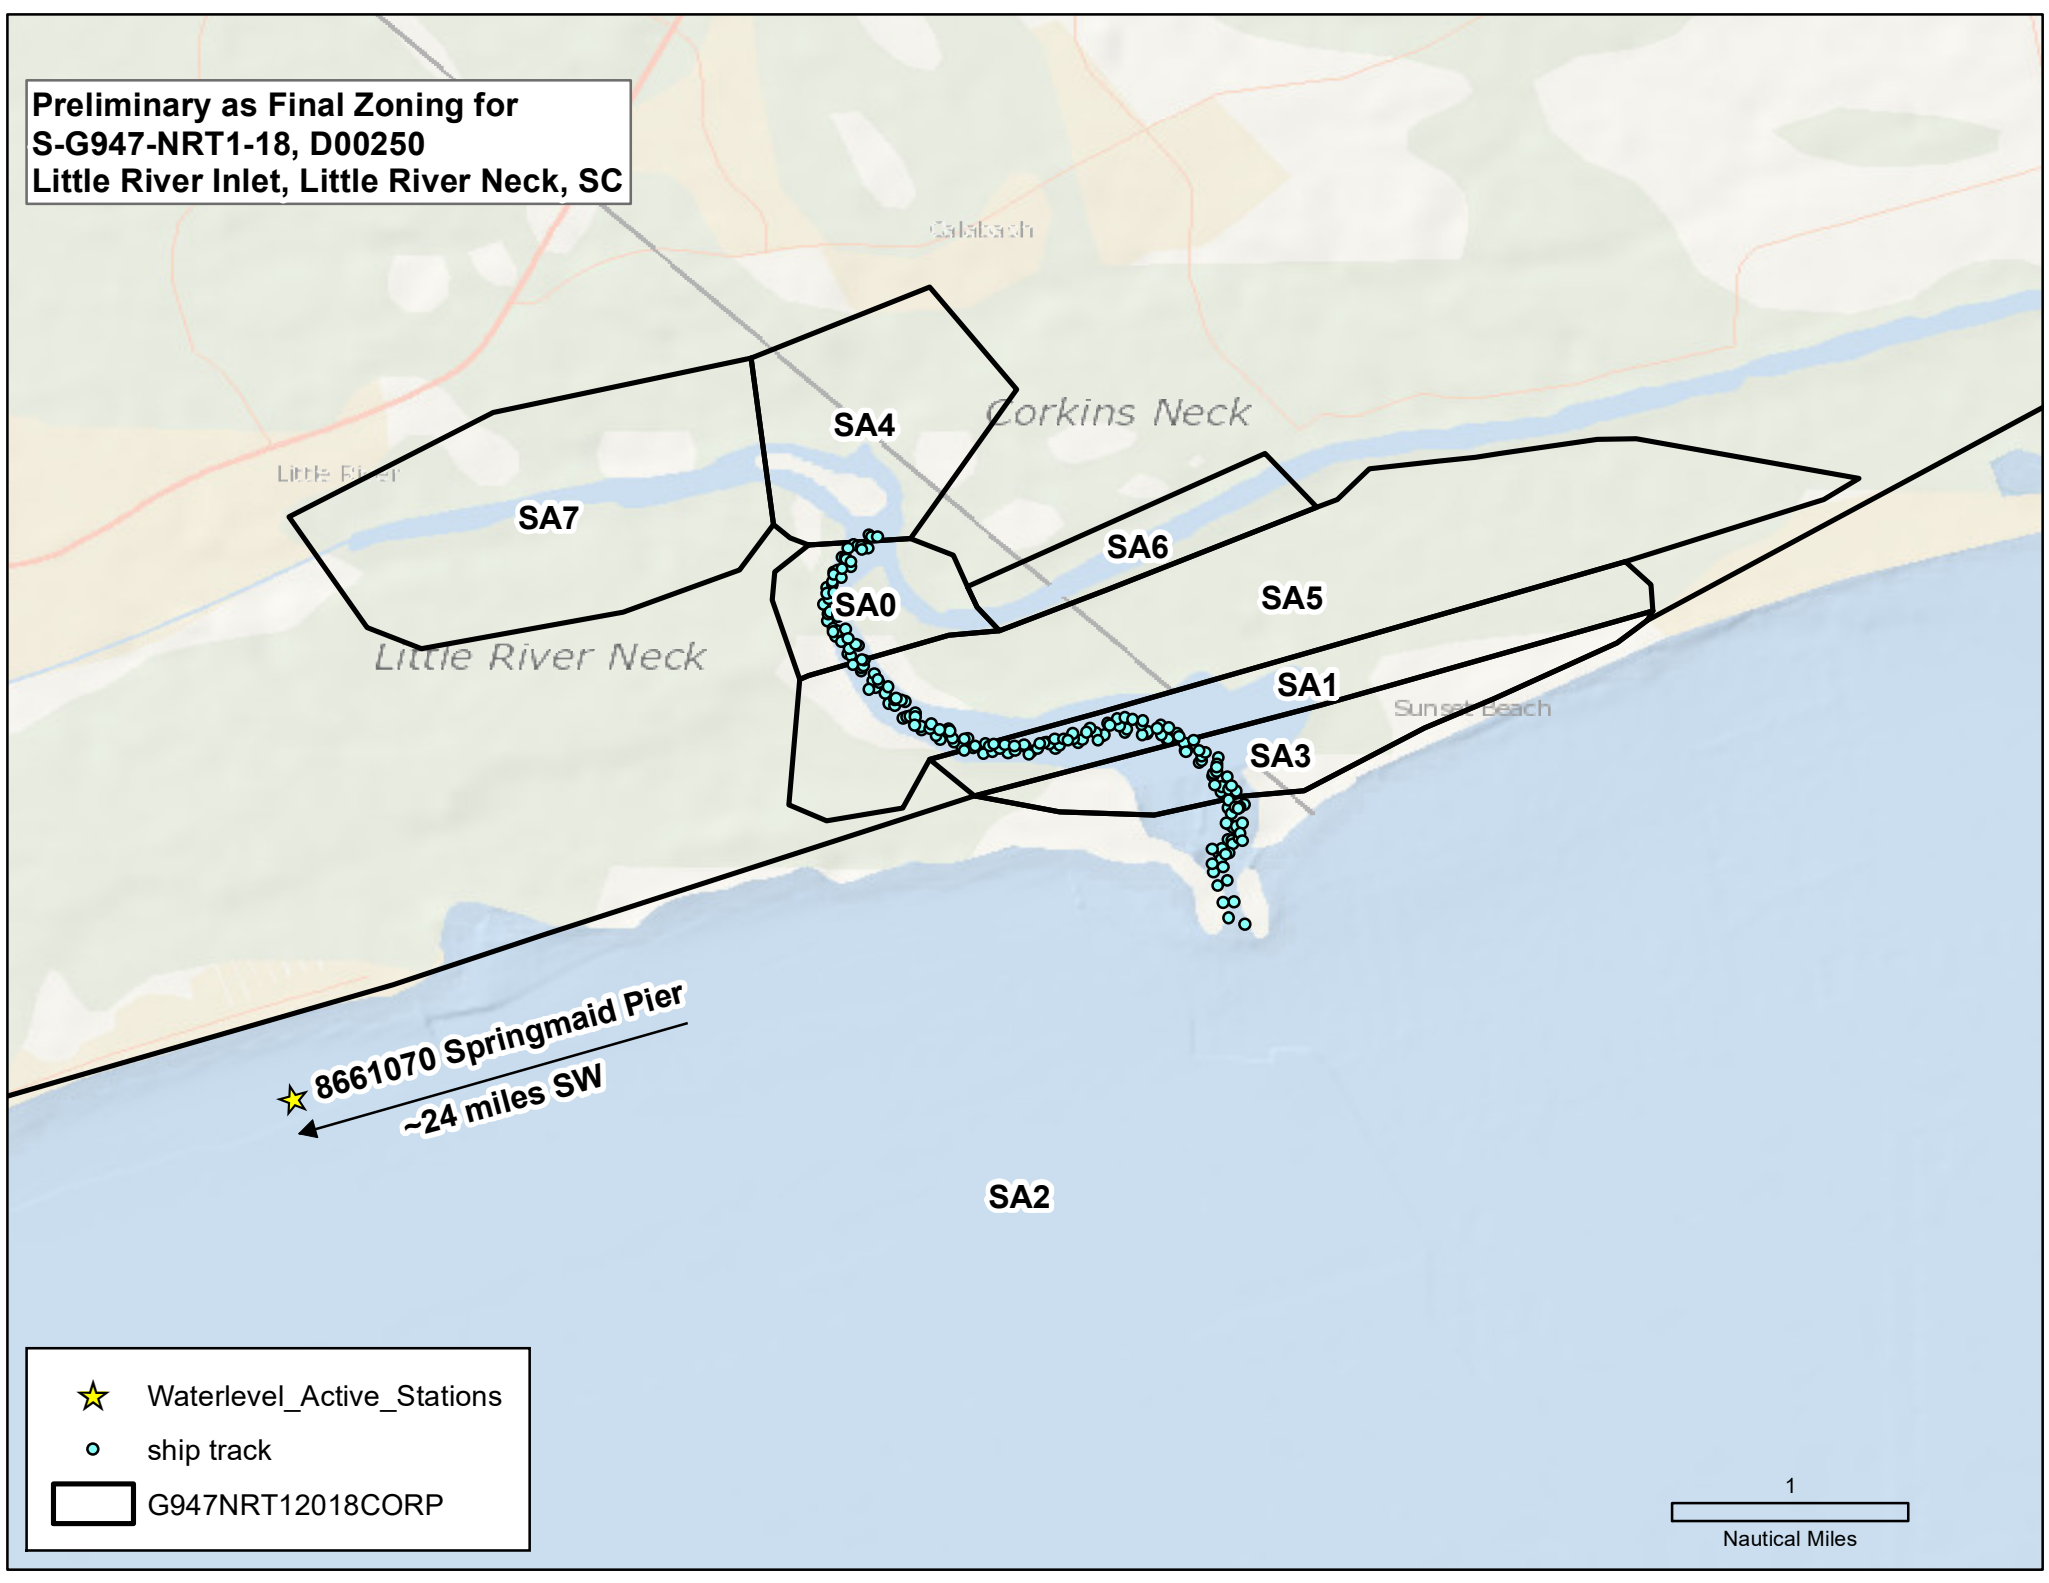 Preliminary as Final Zoning for
S-G947-NRT1-18, D00250
Little River Inlet, Little River Neck, SC
SA4
Corkins Neck
Little River
SA7
SA6
SA5
SA0
Little River Neck
SA1
Sunset Beach
SA3
8661070 Springmaid Pier
~24 miles SW
SA2
Waterlevel_Active_Stations
ship track
G947NRT12018CORP
1
Nautical Miles